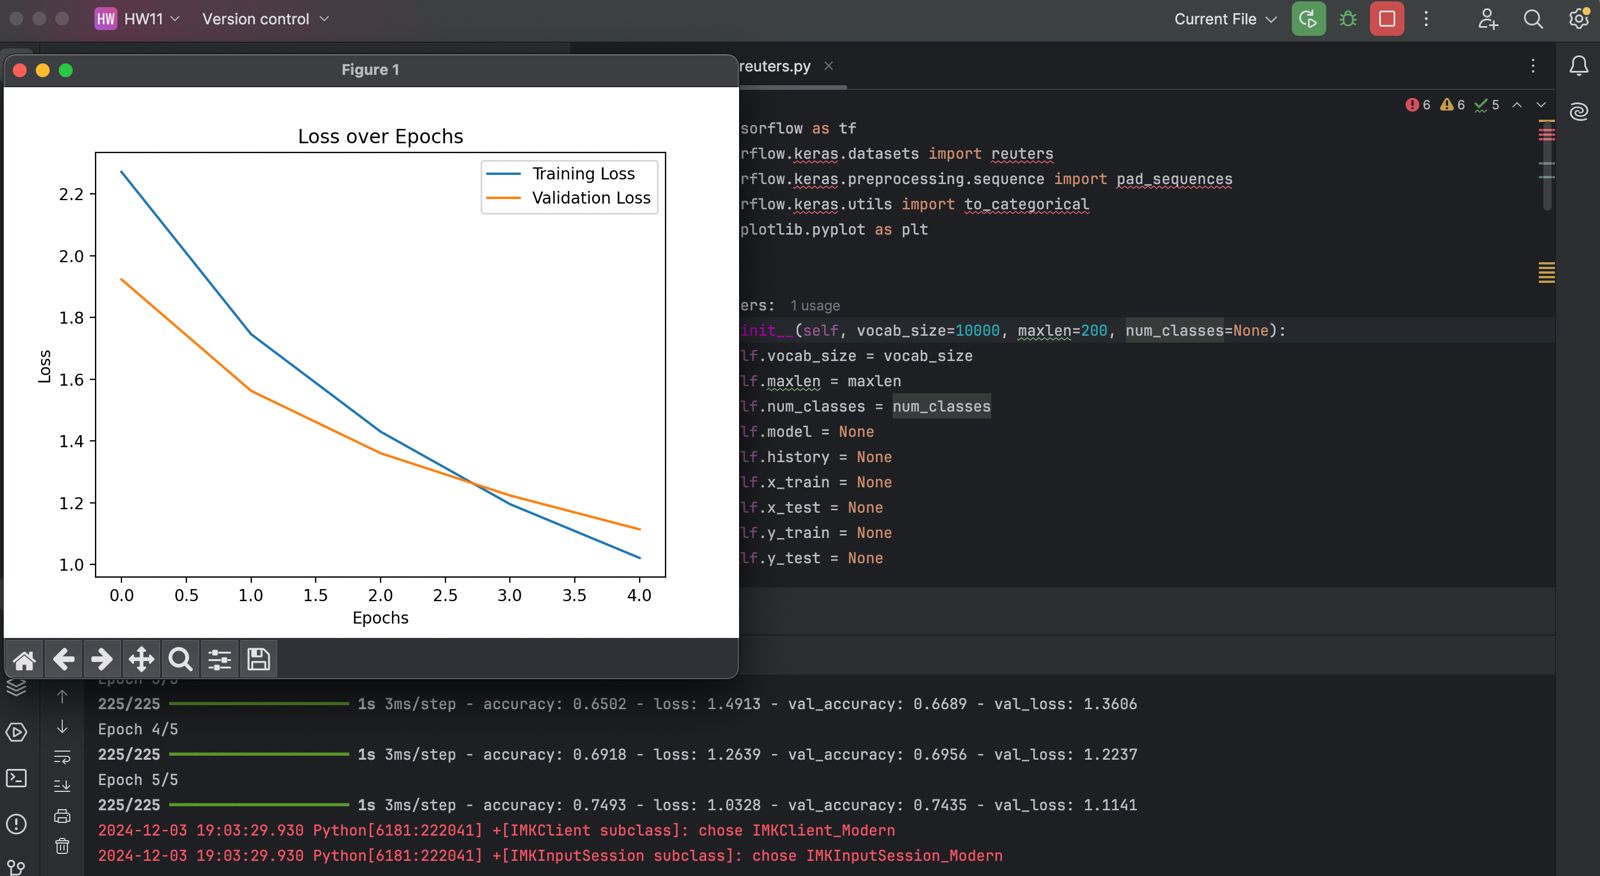 HW HW11 Version control Current File
Figure 1
reuters.py
6 6 5
Loss over Epochs
Training Loss
Validation Loss
2.2
2.0
1.8
1.6
1.4
1.2
1.0
Loss
0.0 0.5 1.0 1.5 2.0 2.5 3.0 3.5 4.0
Epochs
sorflow as tf
rflow.keras.datasets import reuters
rflow.keras.preprocessing.sequence import pad_sequences
rflow.keras.utils import to_categorical
plotlib.pyplot as plt
ers: 1 usage
init__(self, vocab_size=10000, maxlen=200, num_classes=None):
lf.vocab_size = vocab_size
lf.maxlen = maxlen
lf.num_classes = num_classes
lf.model = None
lf.history = None
lf.x_train = None
lf.x_test = None
lf.y_train = None
lf.y_test = None
Epoch 3/5
225/225 1s 3ms/step - accuracy: 0.6502 - loss: 1.4913 - val_accuracy: 0.6689 - val_loss: 1.3606
Epoch 4/5
225/225 1s 3ms/step - accuracy: 0.6918 - loss: 1.2639 - val_accuracy: 0.6956 - val_loss: 1.2237
Epoch 5/5
225/225 1s 3ms/step - accuracy: 0.7493 - loss: 1.0328 - val_accuracy: 0.7435 - val_loss: 1.1141
2024-12-03 19:03:29.930 Python[6181:222041] +[IMKClient subclass]: chose IMKClient_Modern
2024-12-03 19:03:29.930 Python[6181:222041] +[IMKInputSession subclass]: chose IMKInputSession_Modern